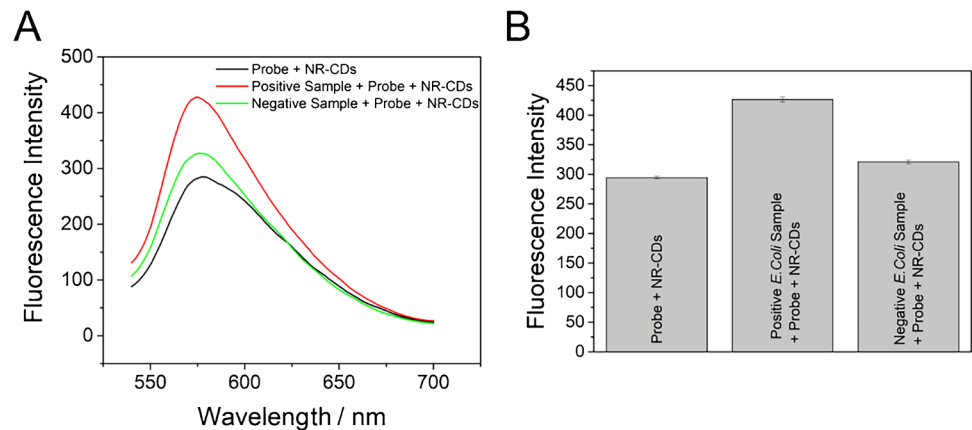 A
Fluorescence Intensity
500
400
300
200
100
0
Probe + NR-CDs
Positive Sample + Probe + NR-CDs
Negative Sample + Probe + NR-CDs
550
600
650
700
Wavelength / nm
B
Fluorescence Intensity
450
400
350
300
250
200
150
100
50
0
Probe + NR-CDs
Positive E.Coli Sample
+ Probe + NR-CDs
Negative E.Coli Sample
+ Probe + NR-CDs